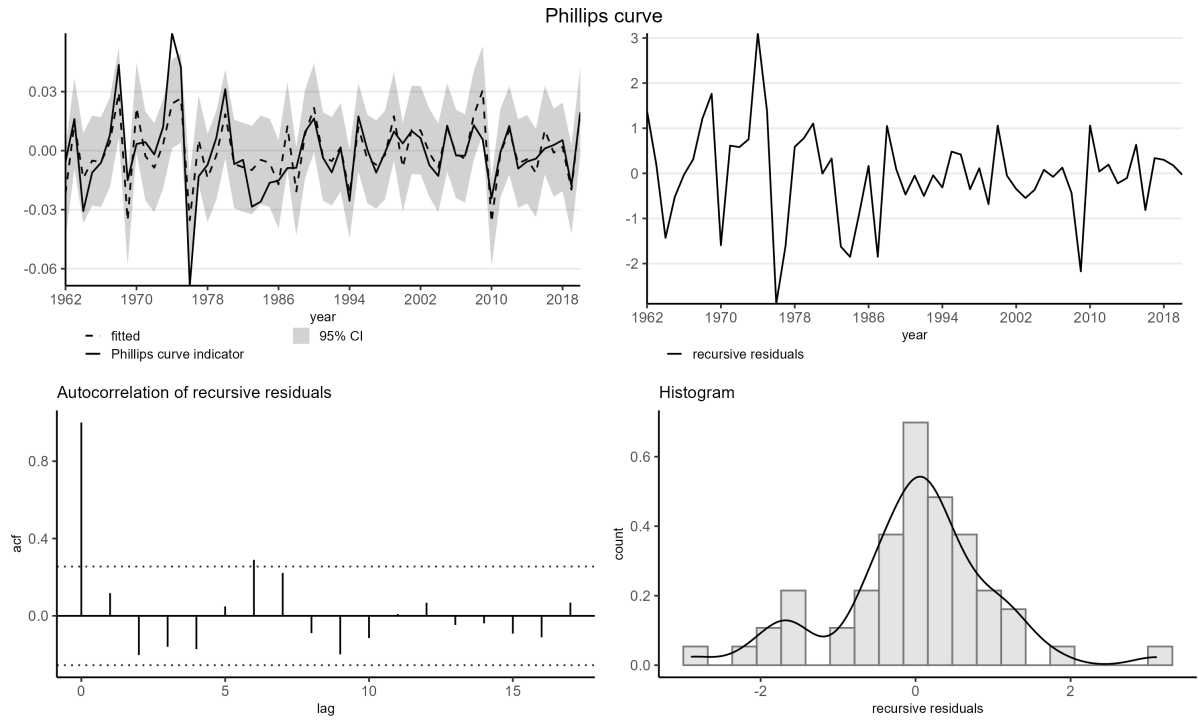 Phillips curve
0.03
0.00
-0.03
-0.06
1962 1970 1978 1986 1994 2002 2010 2018
year
fitted 95% CI
Phillips curve indicator
3
2
1
0
-1
-2
1962 1970 1978 1986 1994 2002 2010 2018
year
recursive residuals
Autocorrelation of recursive residuals
acf
0.8
0.4
0.0
0 5 10 15
lag
Histogram
count
0.6
0.4
0.2
0.0
-2 0 2
recursive residuals